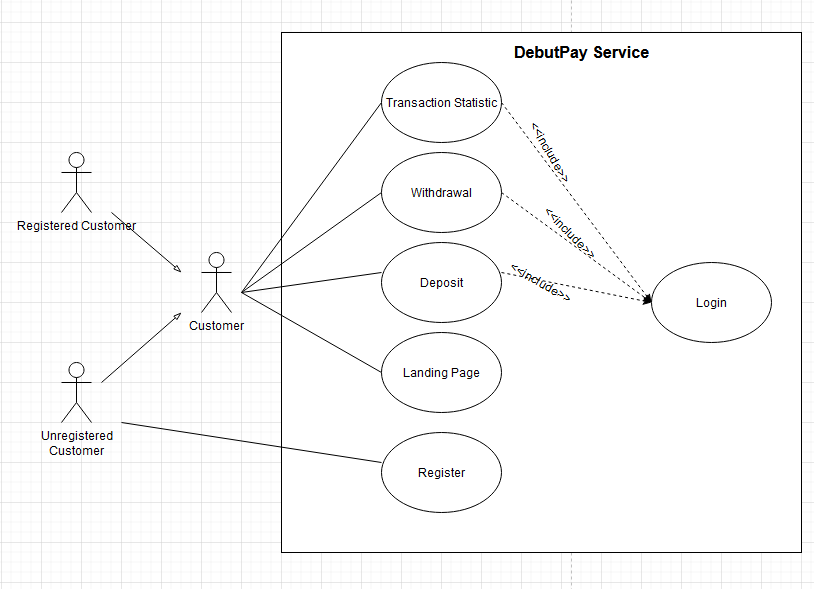 DebutPay Service
Transaction Statistic
<<include>>
Withdrawal
<<include>>
Registered Customer
Deposit
<<include>>
Login
Customer
Landing Page
Unregistered
Customer
Register